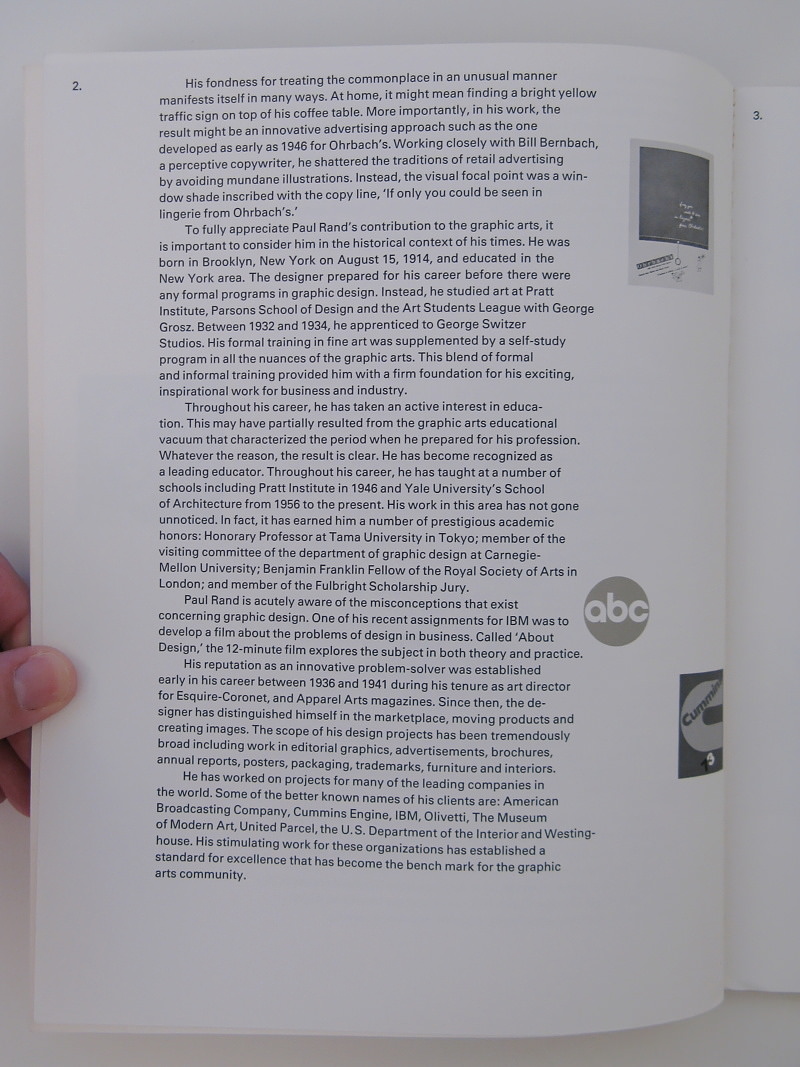 2.
His fondness for treating the commonplace in an unusual manner
manifests itself in many ways. At home, it might mean finding a bright yellow
traffic sign on top of his coffee table. More importantly, in his work, the
result might be an innovative advertising approach such as the one
developed as early as 1946 for Ohrbach's. Working closely with Bill Bernbach,
a perceptive copywriter, he shattered the traditions of retail advertising
by avoiding mundane illustrations. Instead, the visual focal point was a win-
dow shade inscribed with the copy line, 'If only you could be seen in
lingerie from Ohrbach's.'
To fully appreciate Paul Rand's contribution to the graphic arts, it
is important to consider him in the historical context of his times. He was
born in Brooklyn, New York on August 15, 1914, and educated in the
New York area. The designer prepared for his career before there were
any formal programs in graphic design. Instead, he studied art at Pratt
Institute, Parsons School of Design and the Art Students League with George
Grosz. Between 1932 and 1934, he apprenticed to George Switzer
Studios. His formal training in fine art was supplemented by a self-study
program in all the nuances of the graphic arts. This blend of formal
and informal training provided him with a firm foundation for his exciting,
inspirational work for business and industry.
Throughout his career, he has taken an active interest in educa-
tion. This may have partially resulted from the graphic arts educational
vacuum that characterized the period when he prepared for his profession.
Whatever the reason, the result is clear. He has become recognized as
a leading educator. Throughout his career, he has taught at a number of
schools including Pratt Institute in 1946 and Yale University's School
of Architecture from 1956 to the present. His work in this area has not gone
unnoticed. In fact, it has earned him a number of prestigious academic
honors: Honorary Professor at Tama University in Tokyo; member of the
visiting committee of the department of graphic design at Carnegie-
Mellon University; Benjamin Franklin Fellow of the Royal Society of Arts in
London; and member of the Fulbright Scholarship Jury.
Paul Rand is acutely aware of the misconceptions that exist
concerning graphic design. One of his recent assignments for IBM was to
develop a film about the problems of design in business. Called 'About
Design,' the 12-minute film explores the subject in both theory and practice.
His reputation as an innovative problem-solver was established
early in his career between 1936 and 1941 during his tenure as art director
for Esquire-Coronet, and Apparel Arts magazines. Since then, the de-
signer has distinguished himself in the marketplace, moving products and
creating images. The scope of his design projects has been tremendously
broad including work in editorial graphics, advertisements, brochures,
annual reports, posters, packaging, trademarks, furniture and interiors.
He has worked on projects for many of the leading companies in
the world. Some of the better known names of his clients are: American
Broadcasting Company, Cummins Engine, IBM, Olivetti, The Museum
of Modern Art, United Parcel, the U.S. Department of the Interior and Westing-
house. His stimulating work for these organizations has established a
standard for excellence that has become the bench mark for the graphic
arts community.
abc
3.